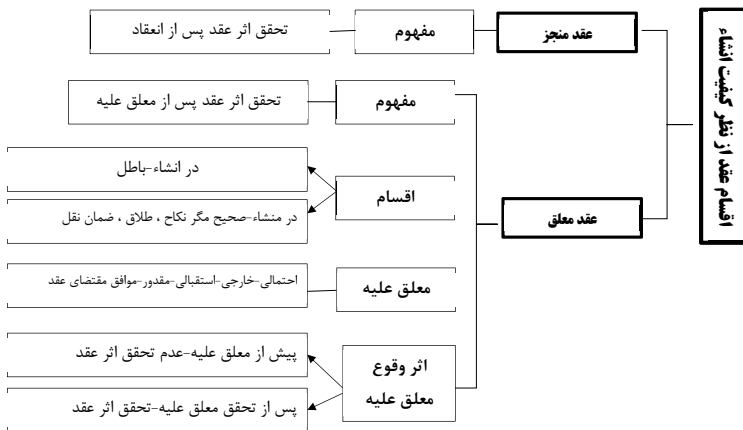 اقسام عقد از نظر کیفیت انشاء
عقد منجز
مفهوم
تحقق اثر عقد پس از انعقاد
عقد معلق
مفهوم
تحقق اثر عقد پس از معلق علیه
اقسام
در انشاء-باطل
در منشاء-صحیح مگر نکاح ، طلاق ، ضمان نقل
معلق علیه
احتمالی-خارجی-استقبالی-مقدور-موافق مقتضای عقد
اثر وقوع
معلق علیه
پیش از معلق علیه-عدم تحقق اثر عقد
پس از تحقق معلق علیه-تحقق اثر عقد